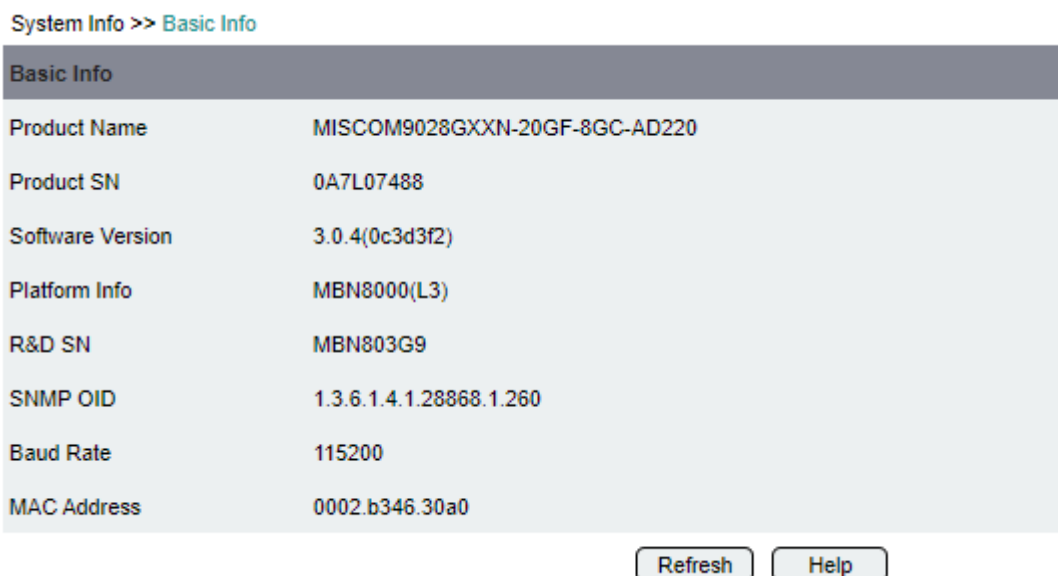 System Info >> Basic Info
Basic Info
Product Name MISCOM9028GXXN-20GF-8GC-AD220
Product SN 0A7L07488
Software Version 3.0.4(0c3d3f2)
Platform Info MBN8000(L3)
R&D SN MBN803G9
SNMP OID 1.3.6.1.4.1.28868.1.260
Baud Rate 115200
MAC Address 0002.b346.30a0
Refresh Help